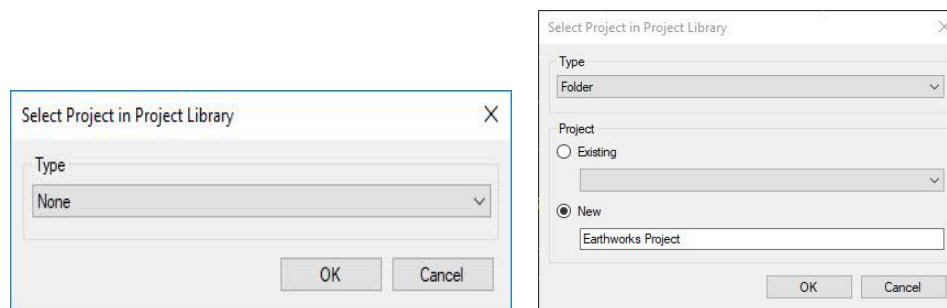 Select Project in Project Library
Type
None
OK Cancel
Select Project in Project Library
Type
Folder
Project
Existing
New
Earthworks Project
OK Cancel